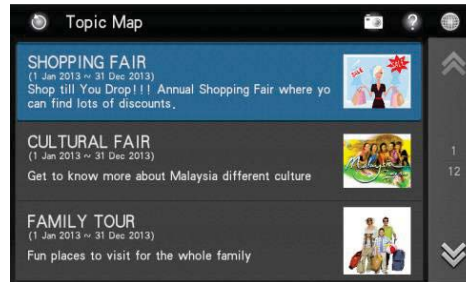 Topic Map
?
SHOPPING FAIR
(1 Jan 2013 ~ 31 Dec 2013)
Shop till You Drop!!! Annual Shopping Fair where yo
can find lots of discounts.
SALE
CULTURAL FAIR
(1 Jan 2013 ~ 31 Dec 2013)
Get to know more about Malaysia different culture
Malaysia
1
12
FAMILY TOUR
(1 Jan 2013 ~ 31 Dec 2013)
Fun places to visit for the whole family